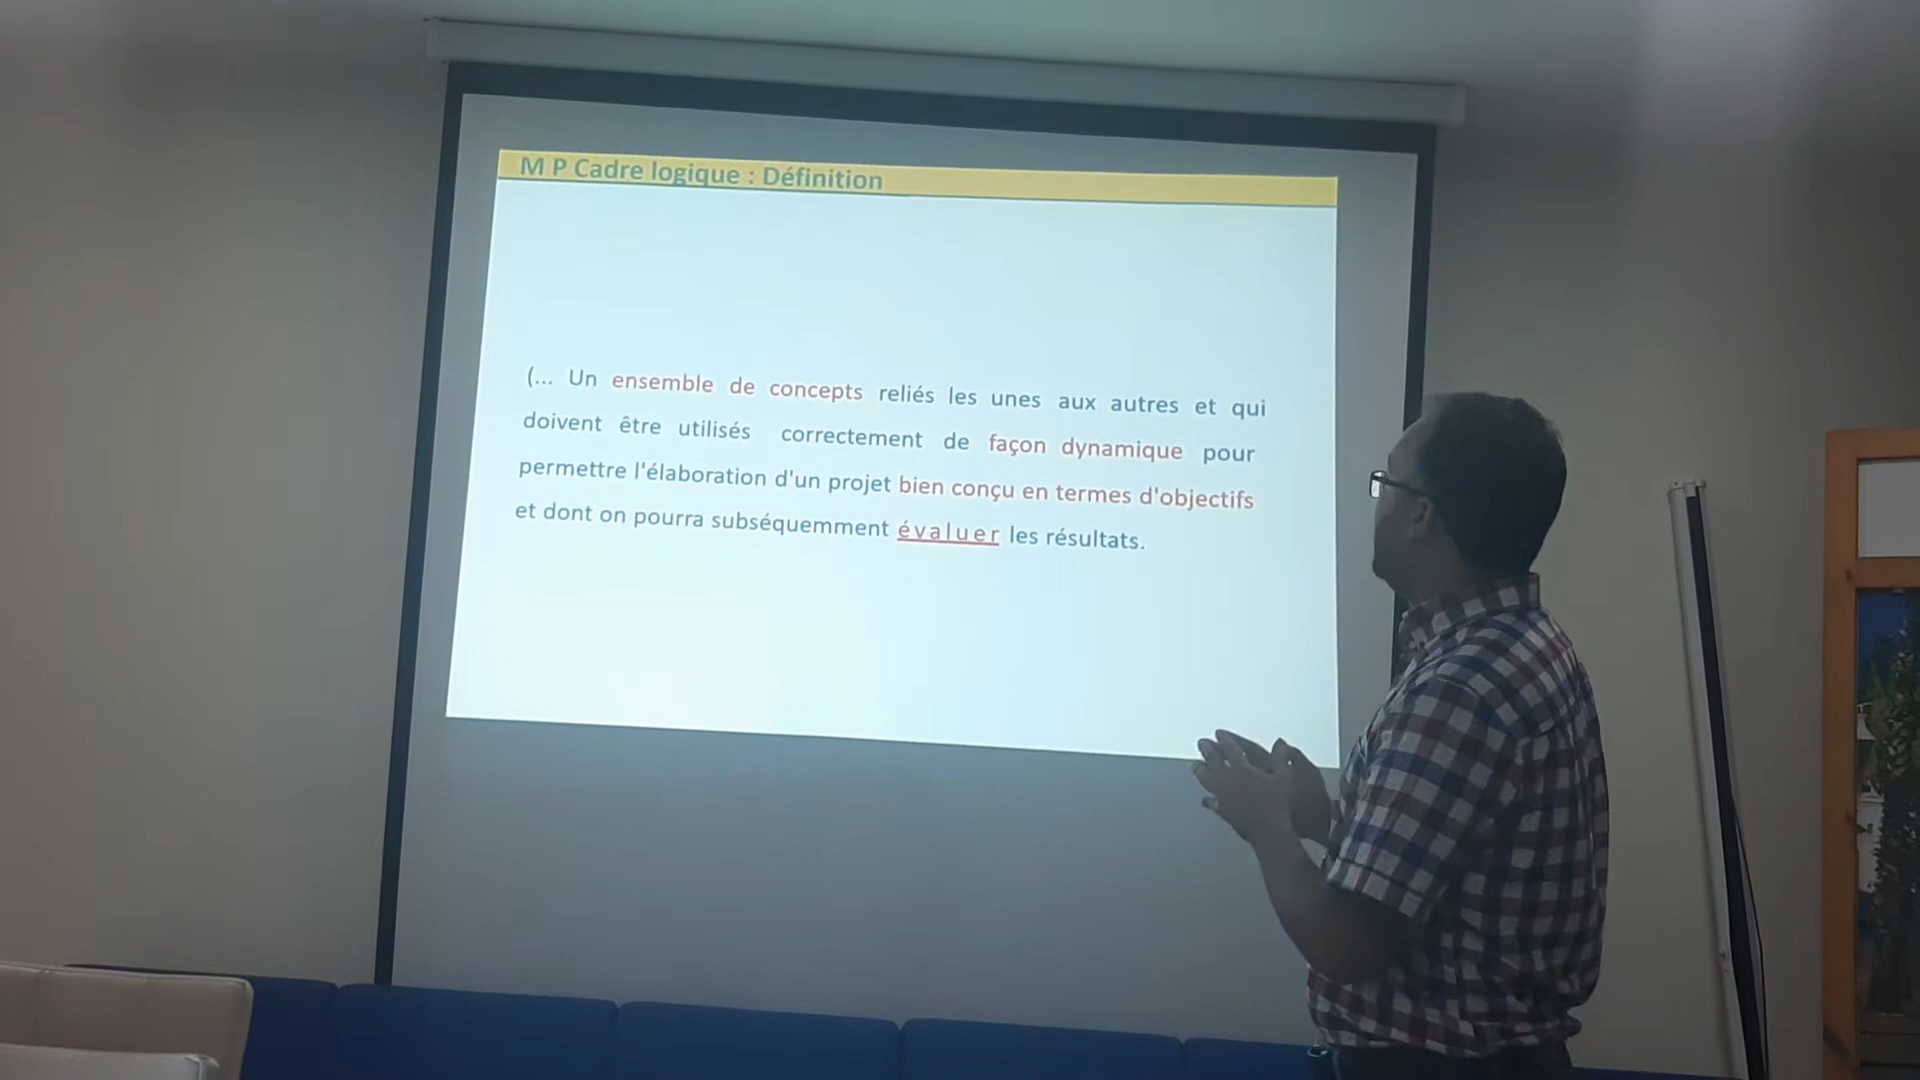 M P Cadre logique : Définition
(... Un ensemble de concepts reliés les unes aux autres et qui
doivent être utilisés correctement de façon dynamique pour
permettre l'élaboration d'un projet bien conçu en termes d'objectifs
et dont on pourra subséquemment évaluer les résultats.